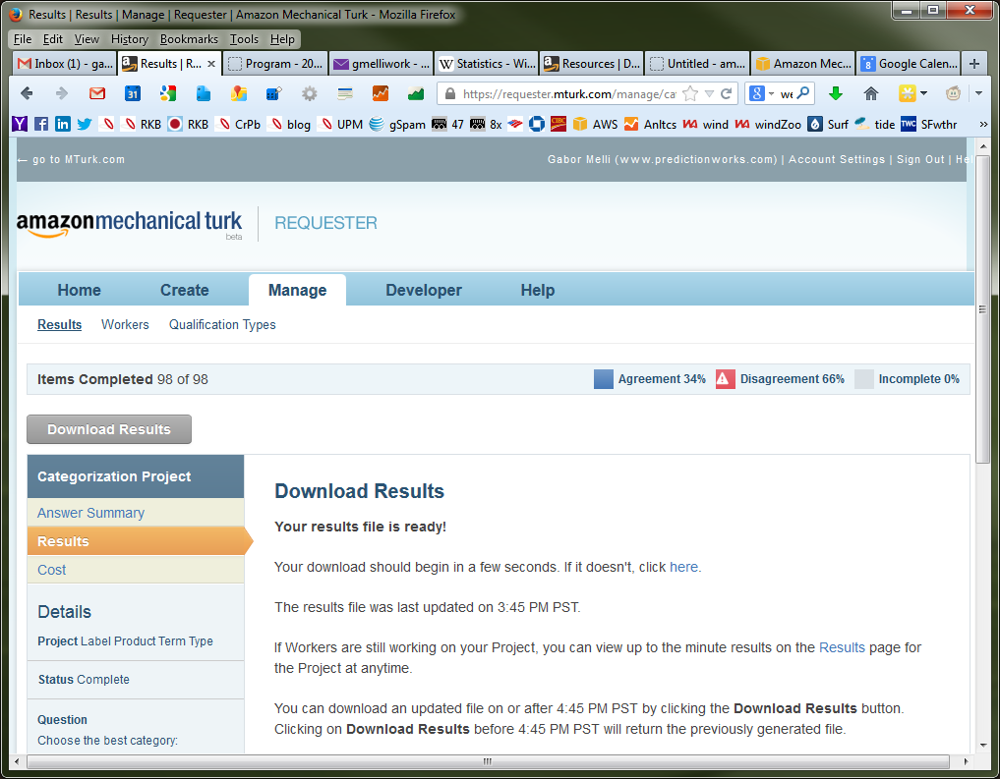 Results | Results | Manage | Requester | Amazon Mechanical Turk - Mozilla Firefox
File Edit View History Bookmarks Tools Help
Inbox (1) - ga... Results | R... Program - 20... gmelliwork - ... W Statistics - Wi... Resources | D... Untitled - am... Amazon Mec... 8 Google Calen...
31 https://requester.mturk.com/manage/ca 8 we
RKB RKB CrPb blog UPM gSpam 47 8x CIBC AWS Anltcs wind windZoo Surf tide TWC SFwthr »
← go to MTurk.com
Gabor Melli (www.predictionworks.com) | Account Settings | Sign Out | Hel
amazonmechanical turk
beta
REQUESTER
Home Create Manage Developer Help
Results Workers Qualification Types
Items Completed 98 of 98
Agreement 34% Disagreement 66% Incomplete 0%
Download Results
Categorization Project
Answer Summary
Results
Cost
Details
Project Label Product Term Type
Status Complete
Question
Choose the best category:
Download Results
Your results file is ready!
Your download should begin in a few seconds. If it doesn't, click here.
The results file was last updated on 3:45 PM PST.
If Workers are still working on your Project, you can view up to the minute results on the Results page for
the Project at anytime.
You can download an updated file on or after 4:45 PM PST by clicking the Download Results button.
Clicking on Download Results before 4:45 PM PST will return the previously generated file.